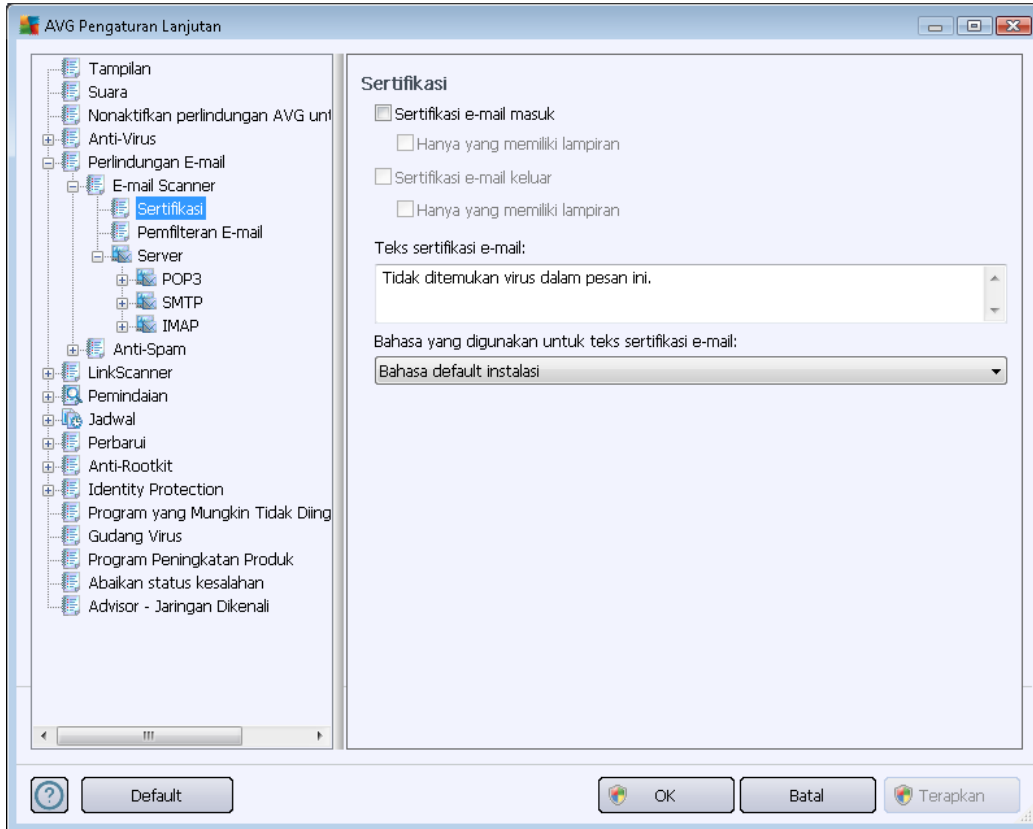 AVG Pengaturan Lanjutan
Tampilan
Suara
Nonaktifkan perlindungan AVG unt
Anti-Virus
Perlindungan E-mail
E-mail Scanner
Sertifikasi
Pemfilteran E-mail
Server
POP3
SMTP
IMAP
Anti-Spam
LinkScanner
Pemindaian
Jadwal
Perbarui
Anti-Rootkit
Identity Protection
Program yang Mungkin Tidak Diing
Gudang Virus
Program Peningkatan Produk
Abaikan status kesalahan
Advisor - Jaringan Dikenali
Sertifikasi
Sertifikasi e-mail masuk
Hanya yang memiliki lampiran
Sertifikasi e-mail keluar
Hanya yang memiliki lampiran
Teks sertifikasi e-mail:
Tidak ditemukan virus dalam pesan ini.
Bahasa yang digunakan untuk teks sertifikasi e-mail:
Bahasa default instalasi
Default
OK
Batal
Terapkan